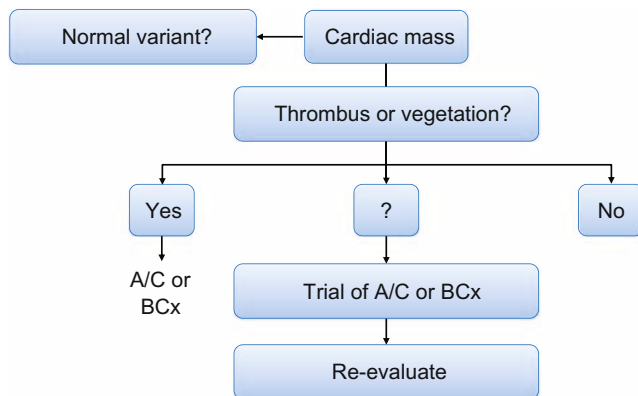 Normal variant?
Cardiac mass
Thrombus or vegetation?
Yes
?
No
A/C or
BCx
Trial of A/C or BCx
Re-evaluate